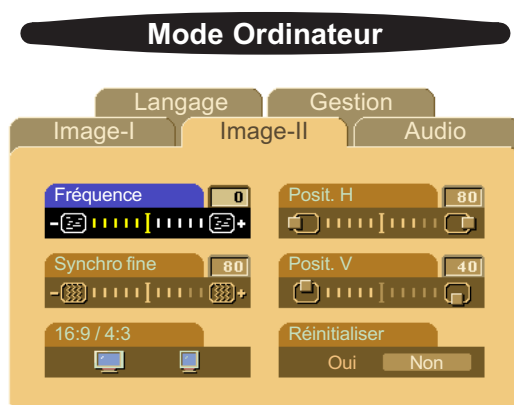 Mode Ordinateur
Langage Gestion
Image-I Image-II Audio
Fréquence 0
Posit. H 80
Synchro fine 80
Posit. V 40
16:9 / 4:3
Réinitialiser
Oui Non